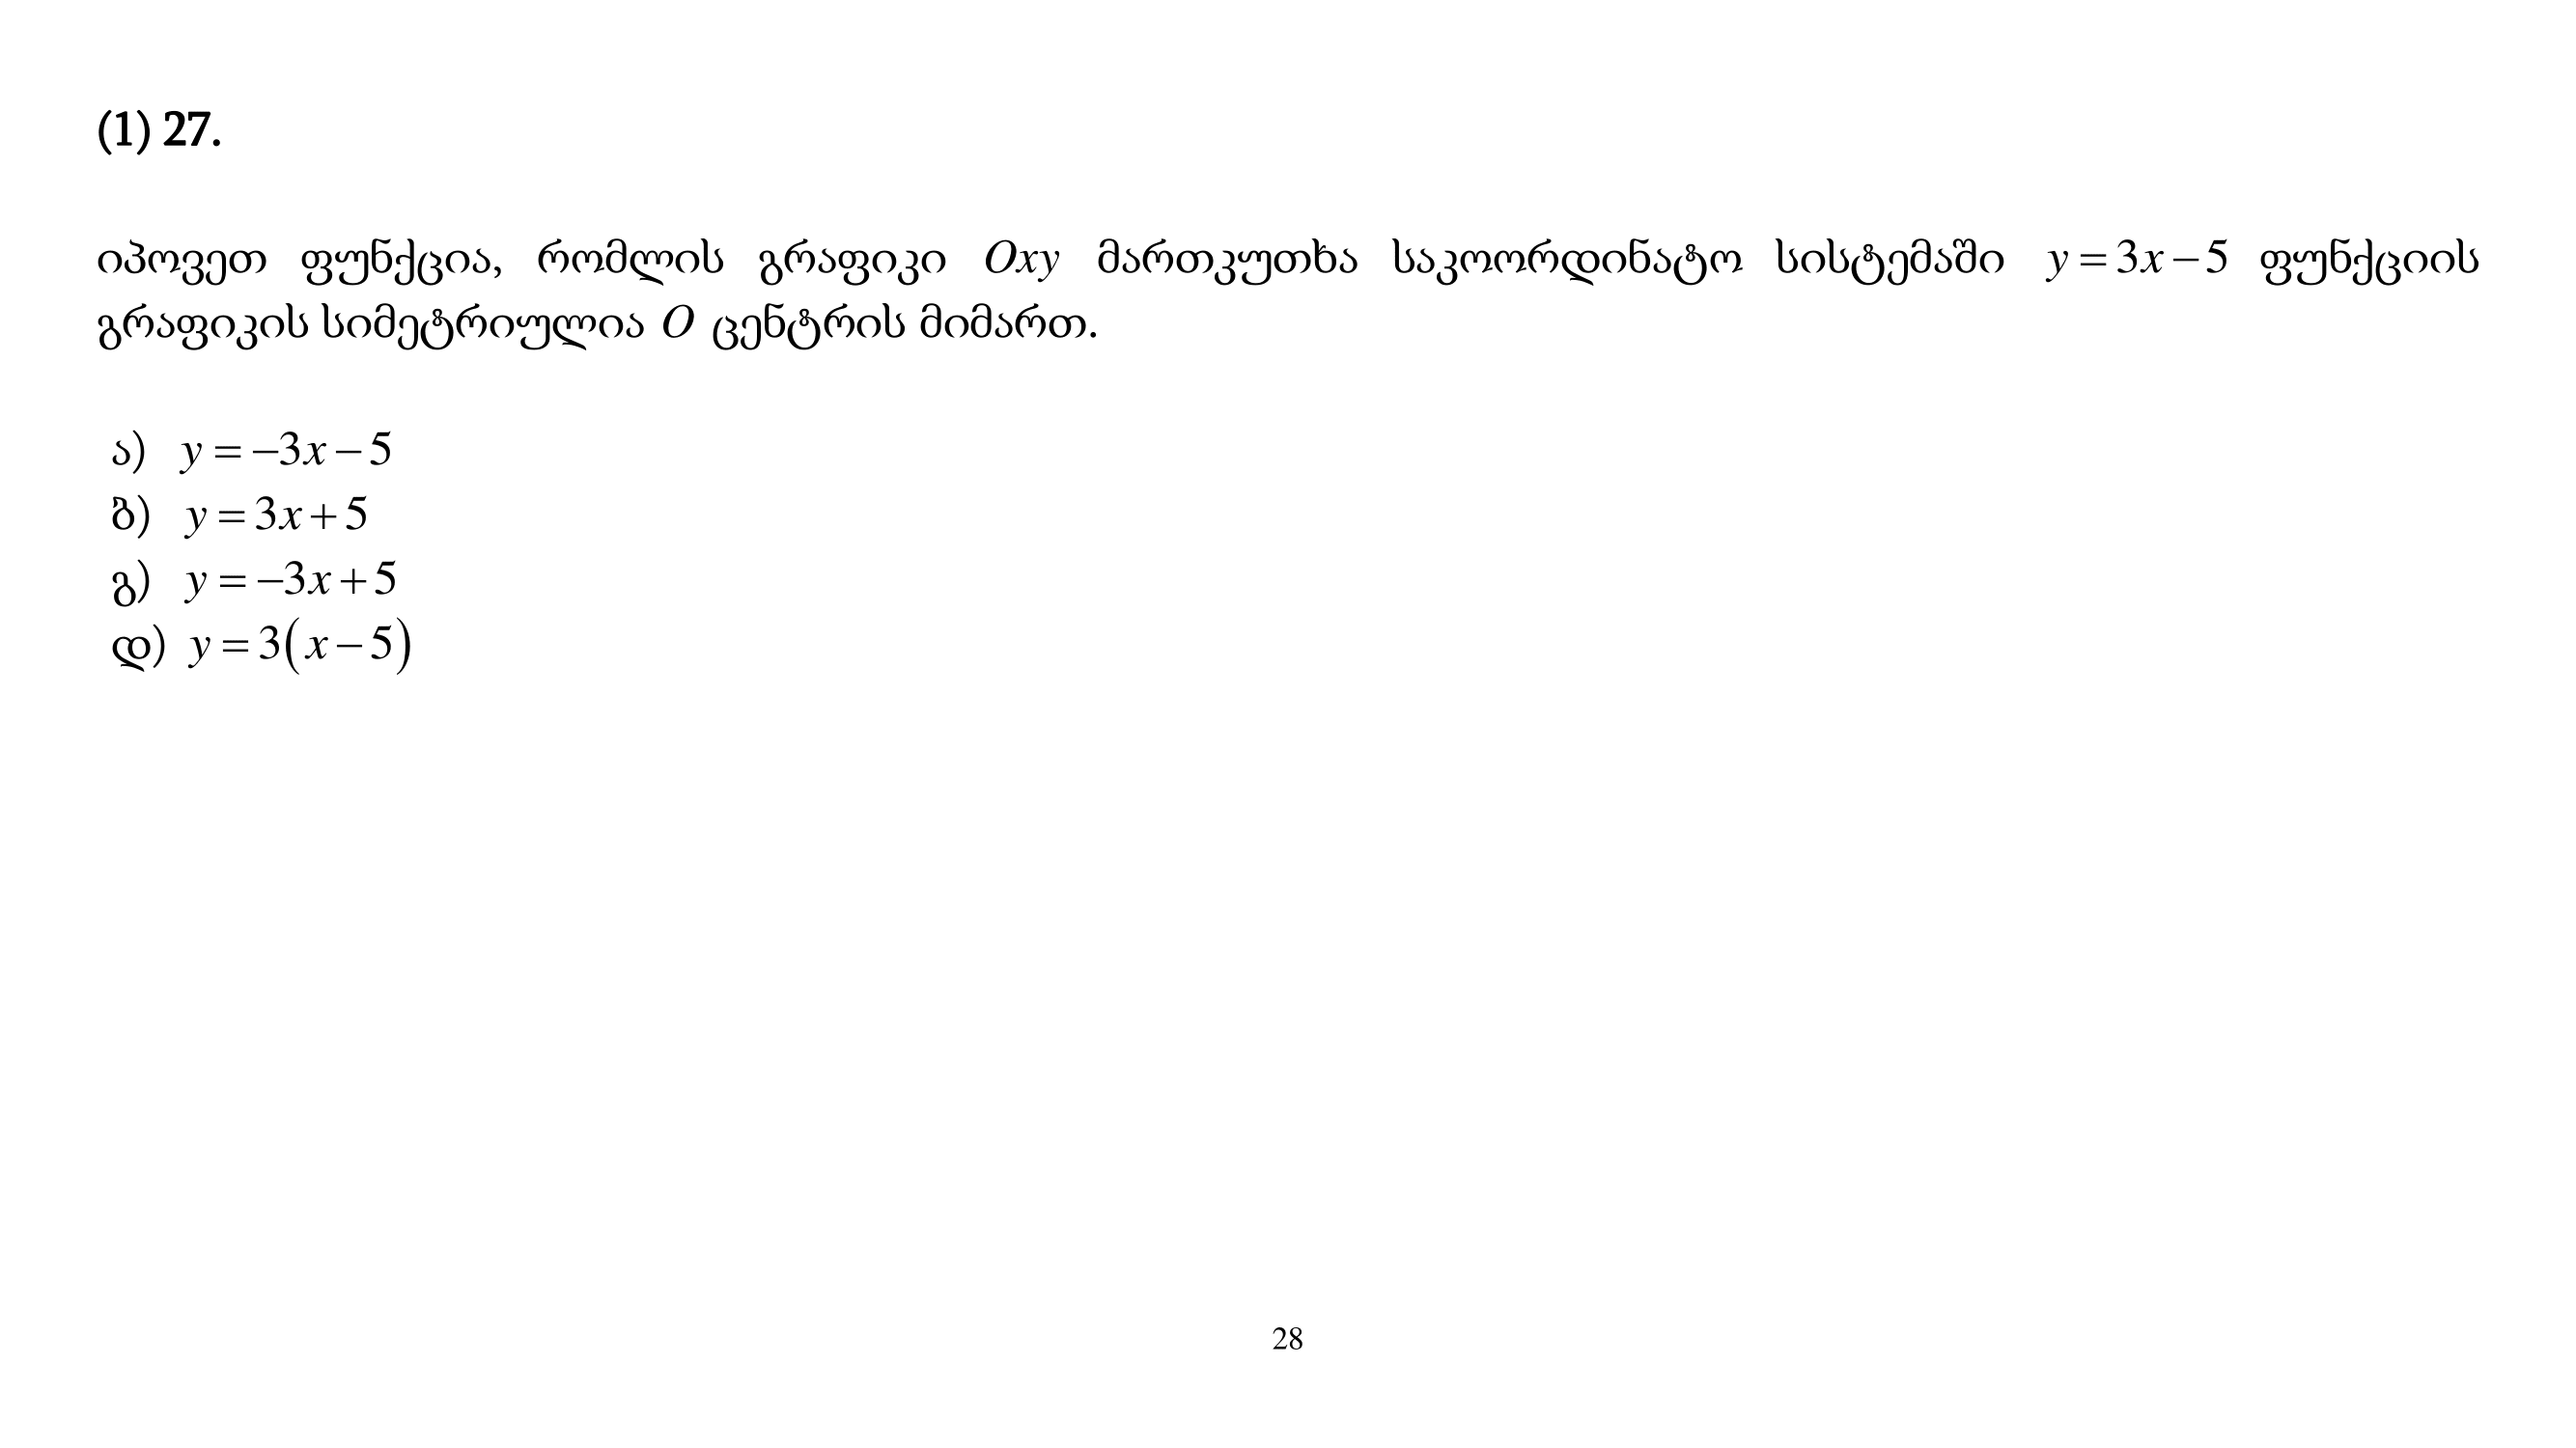 (1) 27.
იპოვეთ ფუნქცია, რომლის გრაფიკი Oxy მართკუთხა საკოორდინატო სისტემაში y = 3x − 5 ფუნქციის
გრაფიკის სიმეტრიულია O ცენტრის მიმართ.
ა) y = −3x − 5
ბ) y = 3x + 5
გ) y = −3x + 5
დ) y = 3(x − 5)
28